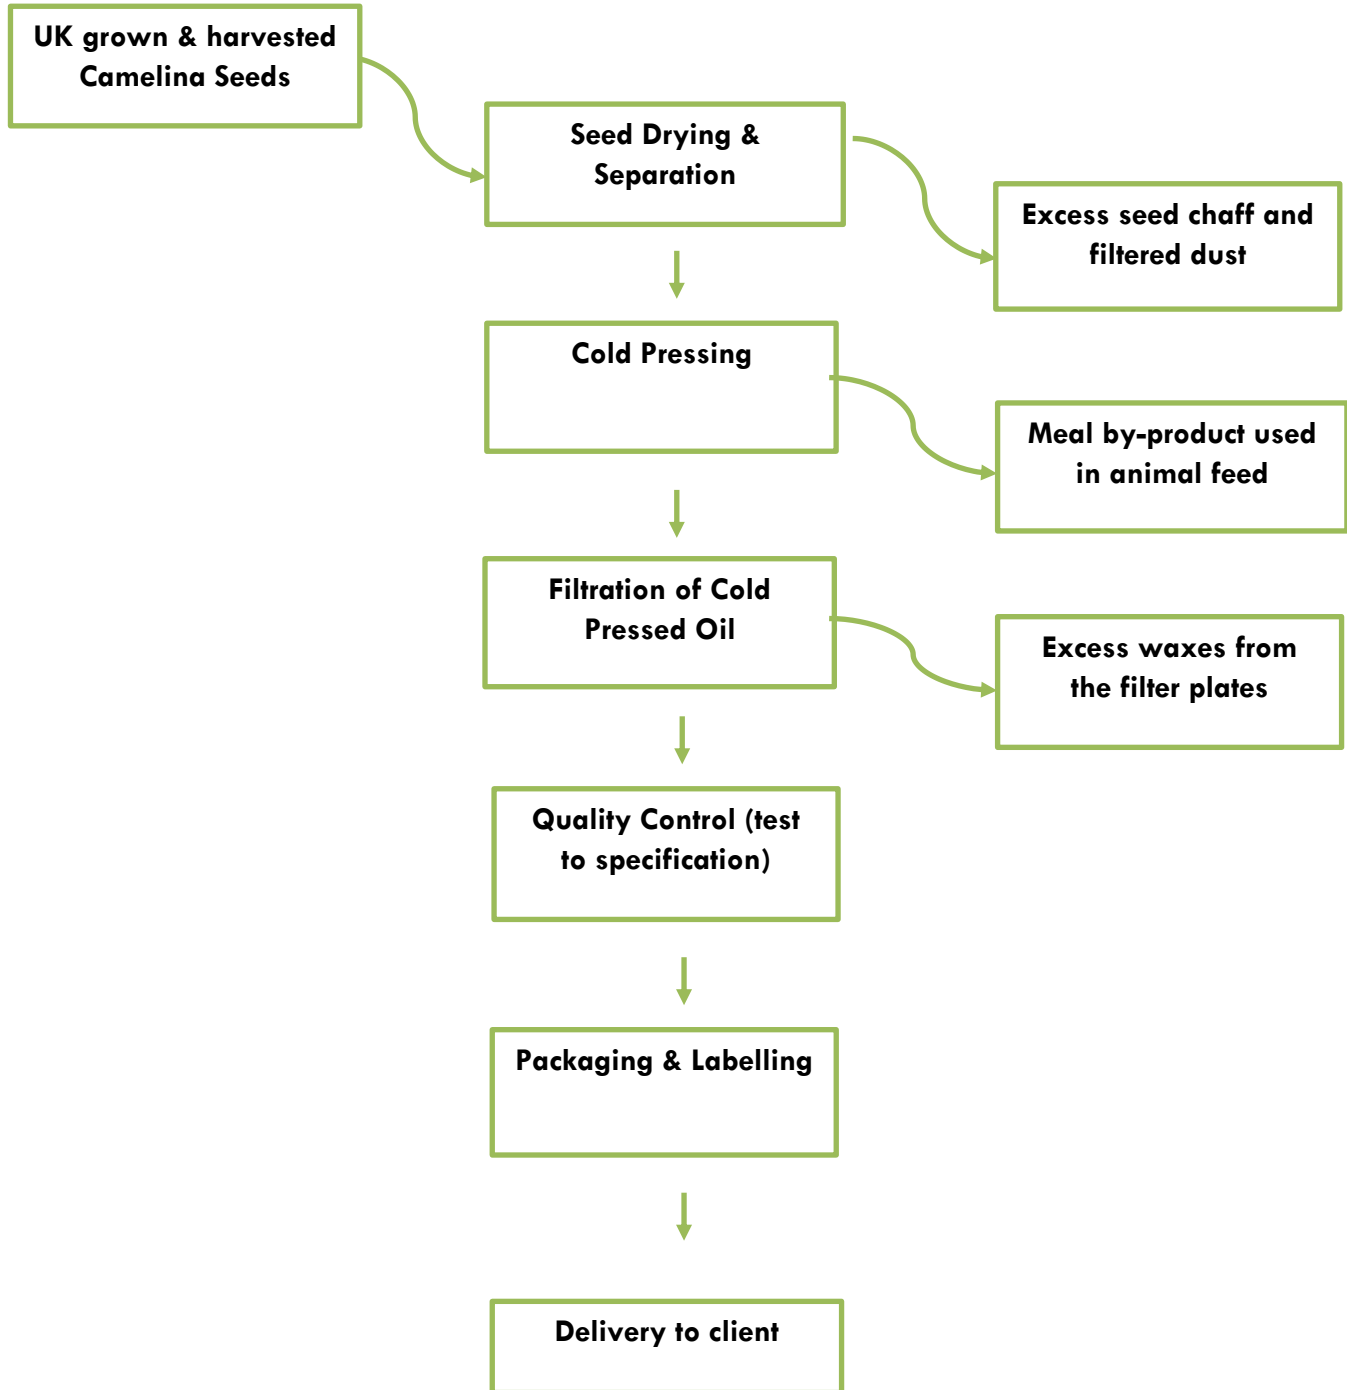 UK grown & harvested
Camelina Seeds
Seed Drying &
Separation
Excess seed chaff and
filtered dust
Cold Pressing
Meal by-product used
in animal feed
Filtration of Cold
Pressed Oil
Excess waxes from
the filter plates
Quality Control (test
to specification)
Packaging & Labelling
Delivery to client